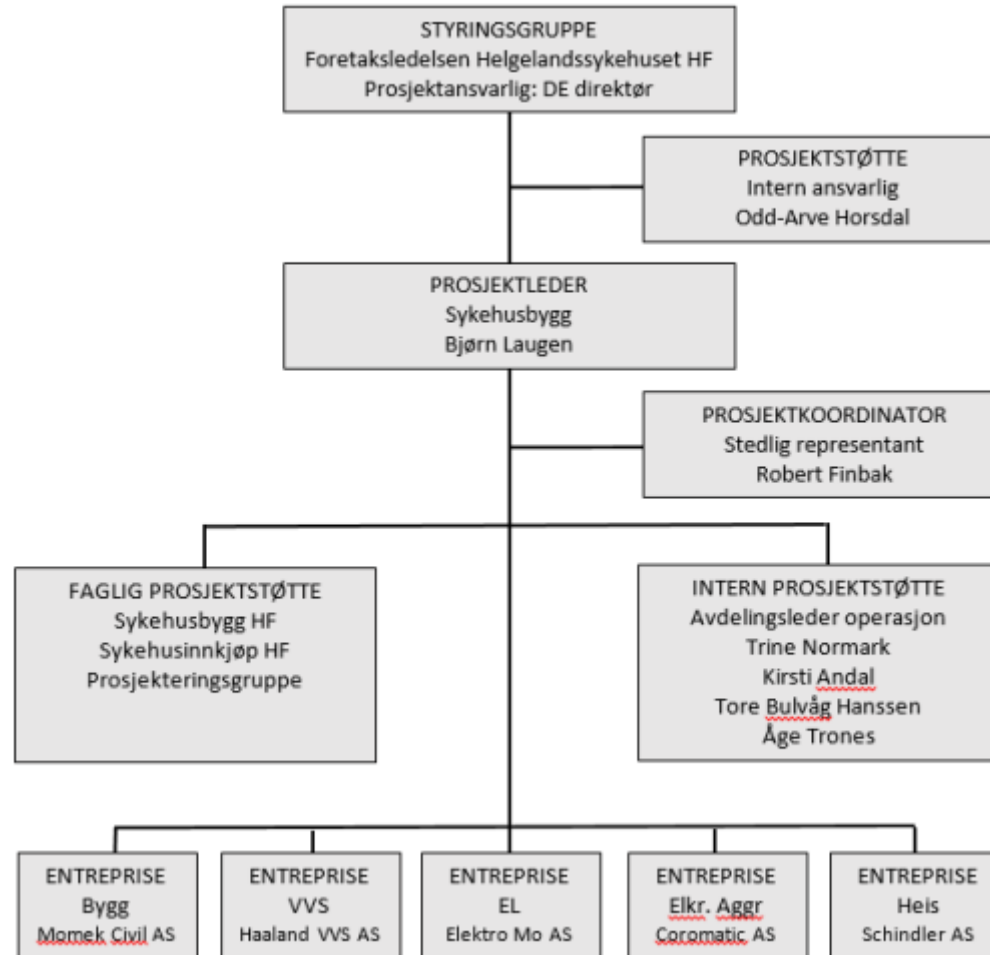 STYRINGSGRUPPE
Foretaksledelsen Helgelandssykehuset HF
Prosjektansvarlig: DE direktør
PROSJEKTSTØTTE
Intern ansvarlig
Odd-Arve Horsdal
PROSJEKTLEDER
Sykehusbygg
Bjørn Laugen
PROSJEKTKOORDINATOR
Stedlig representant
Robert Finbak
FAGLIG PROSJEKTSTØTTE
Sykehusbygg HF
Sykehusinnkjøp HF
Prosjekteringsgruppe
INTERN PROSJEKTSTØTTE
Avdelingsleder operasjon
Trine Normark
Kirsti Andal
Tore Bulvåg Hanssen
Åge Trones
ENTREPRISE
Bygg
Momek Civil AS
ENTREPRISE
VVS
Haaland VVS AS
ENTREPRISE
EL
Elektro Mo AS
ENTREPRISE
Elkr. Aggr
Coromatic AS
ENTREPRISE
Heis
Schindler AS